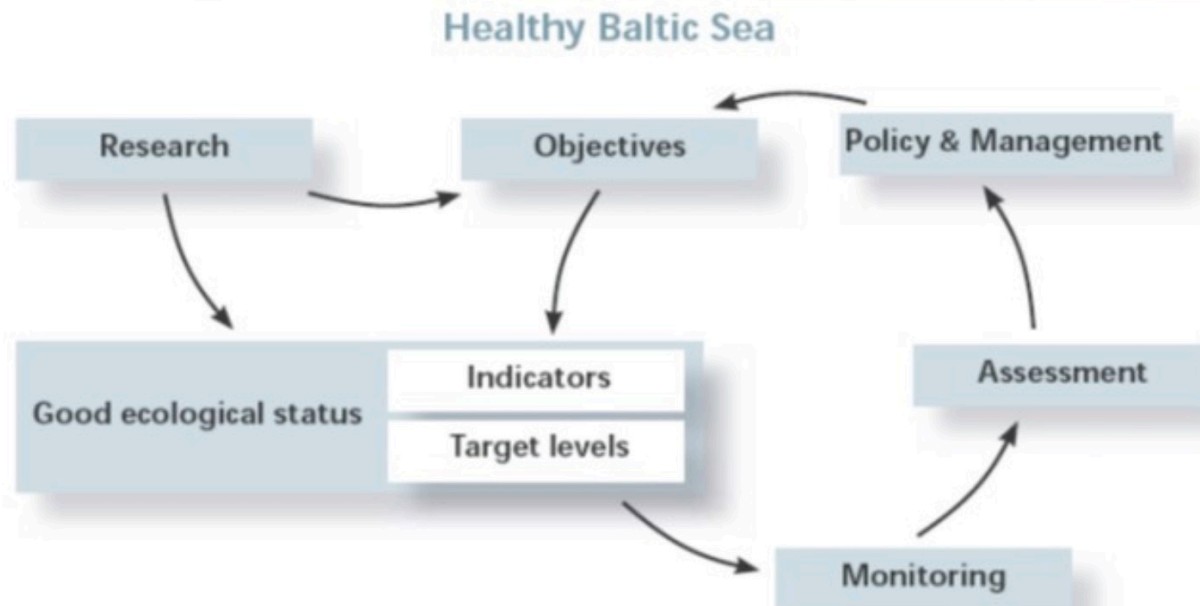 Healthy Baltic Sea
Research
Objectives
Policy & Management
Good ecological status
Indicators
Target levels
Assessment
Monitoring